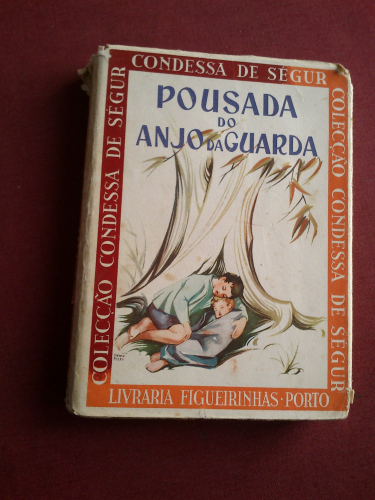 CONDESSA DE SÉGUR
POUSADA
DO
ANJO DA GUARDA
COLECÇÃO CONDESSA DE SÉGUR
COLECÇÃO CONDESSA DE SÉGUR
LIVRARIA FIGUEIRINHAS · PORTO